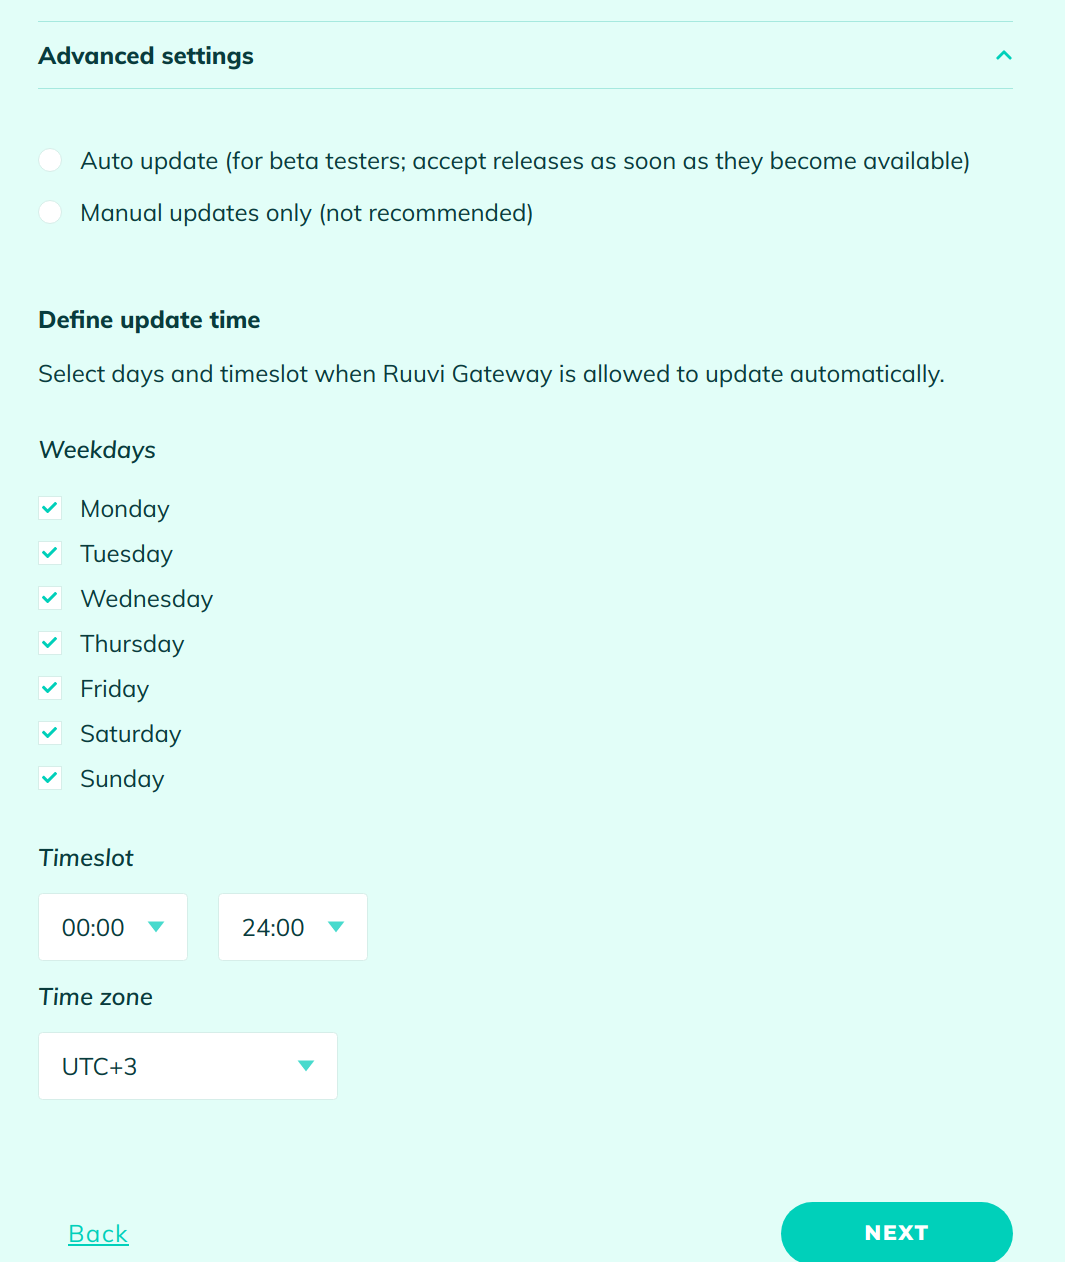 Advanced settings
Auto update (for beta testers; accept releases as soon as they become available)
Manual updates only (not recommended)
Define update time
Select days and timeslot when Ruuvi Gateway is allowed to update automatically.
Weekdays
Monday
Tuesday
Wednesday
Thursday
Friday
Saturday
Sunday
Timeslot
00:00 24:00
Time zone
UTC+3
Back NEXT